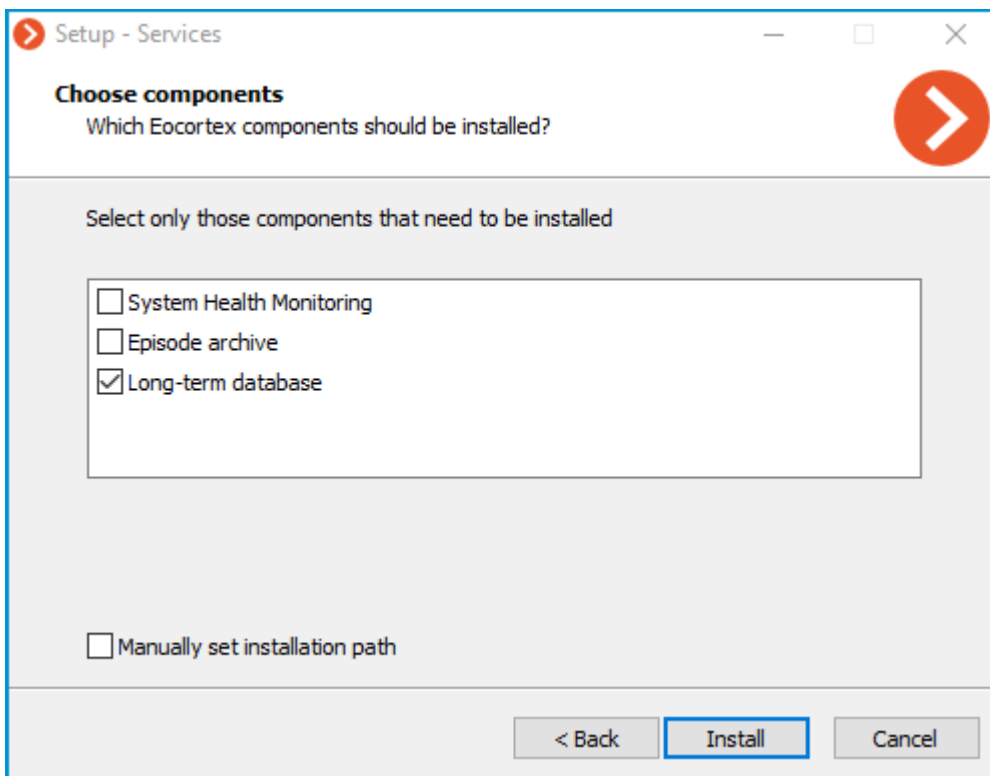 Setup - Services
Choose components
Which Eocortex components should be installed?
Select only those components that need to be installed
System Health Monitoring
Episode archive
Long-term database
Manually set installation path
< Back Install Cancel